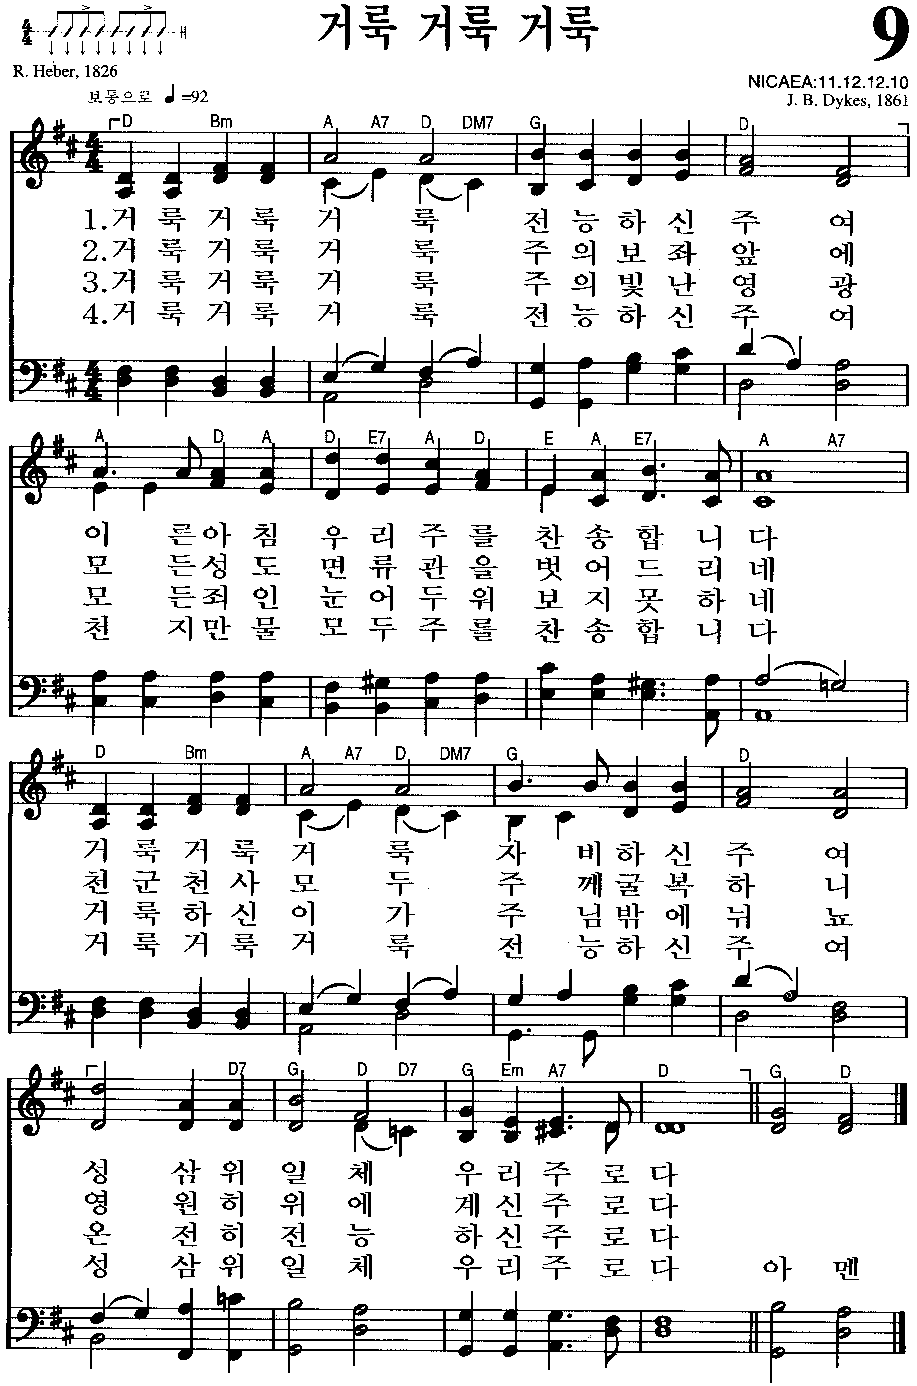 거룩 거룩 거룩
9
4/4
R. Heber, 1826
NICAEA:11.12.12.10
보통으로 ♩=92
J. B. Dykes, 1861
D Bm A A7 D DM7 G D
1.거룩거룩 거 룩 전능하신 주 여
2.거룩거룩 거 룩 주의보좌 앞 에
3.거룩거룩 거 룩 주의빛난 영 광
4.거룩거룩 거 룩 전능하신 주 여
A D A D E7 A D E A E7 A A7
이 른아침 우리주를 찬송합니다
모 든성도 면류관을 벗어드리네
모 든죄인 눈어두워 보지못하네
천 지만물 모두주를 찬송합니다
D Bm A A7 D DM7 G D
거룩거룩 거 룩 자 비하신 주 여
천군천사 모 두 주 께굴복 하 니
거룩하신 이 가 주 님밖에 뉘 뇨
거룩거룩 거 룩 전 능하신 주 여
D7 G D D7 G Em A7 D G D
성 삼위 일 체 우리주로다
영 원히 위 에 계신주로다
온 전히 전 능 하신주로다
성 삼위 일 체 우리주로다 아 멘